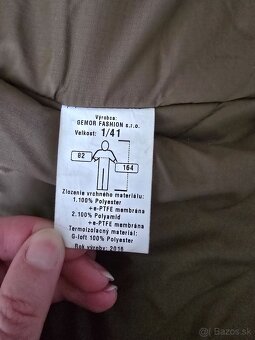 Výrobca:
GEMOR FASHION s.r.o.
Veľkosť: 1/41
82
164
Zloženie vrchného materiálu:
1.100% Polyester
+e-PTFE membrána
2.100% Polyamid
+e-PTFE membrána
Termoizolačný materiál:
G-loft 100% Polyester
Rok výroby: 2016
Bazos.sk